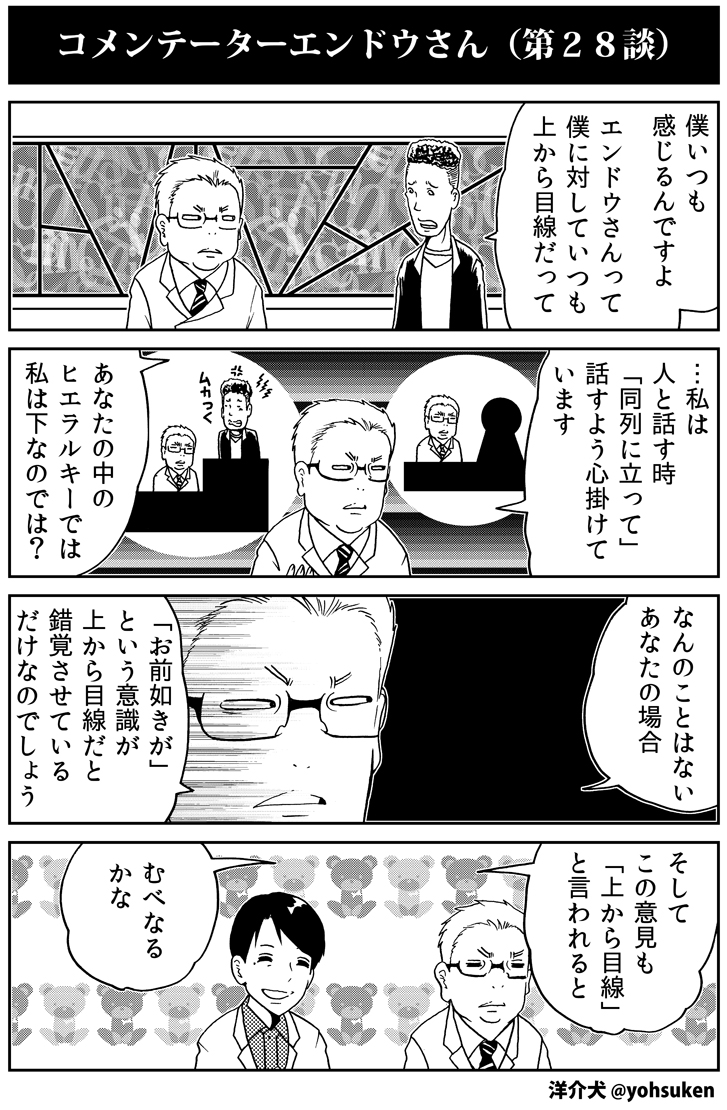 コメンテーターエンドウさん（第２８談）
僕いつも
感じるんですよ
エンドウさんって
僕に対していつも
上から目線だって
…私は
人と話す時
「同列に立って」
話すよう心掛けて
います
ムカつく
あなたの中の
ヒエラルキーでは
私は下なのでは？
なんのことはない
あなたの場合
「お前如きが」
という意識が
上から目線だと
錯覚させている
だけなのでしょう
そして
この意見も
「上から目線」
と言われると
むべなる
かな
洋介犬 @yohsuken